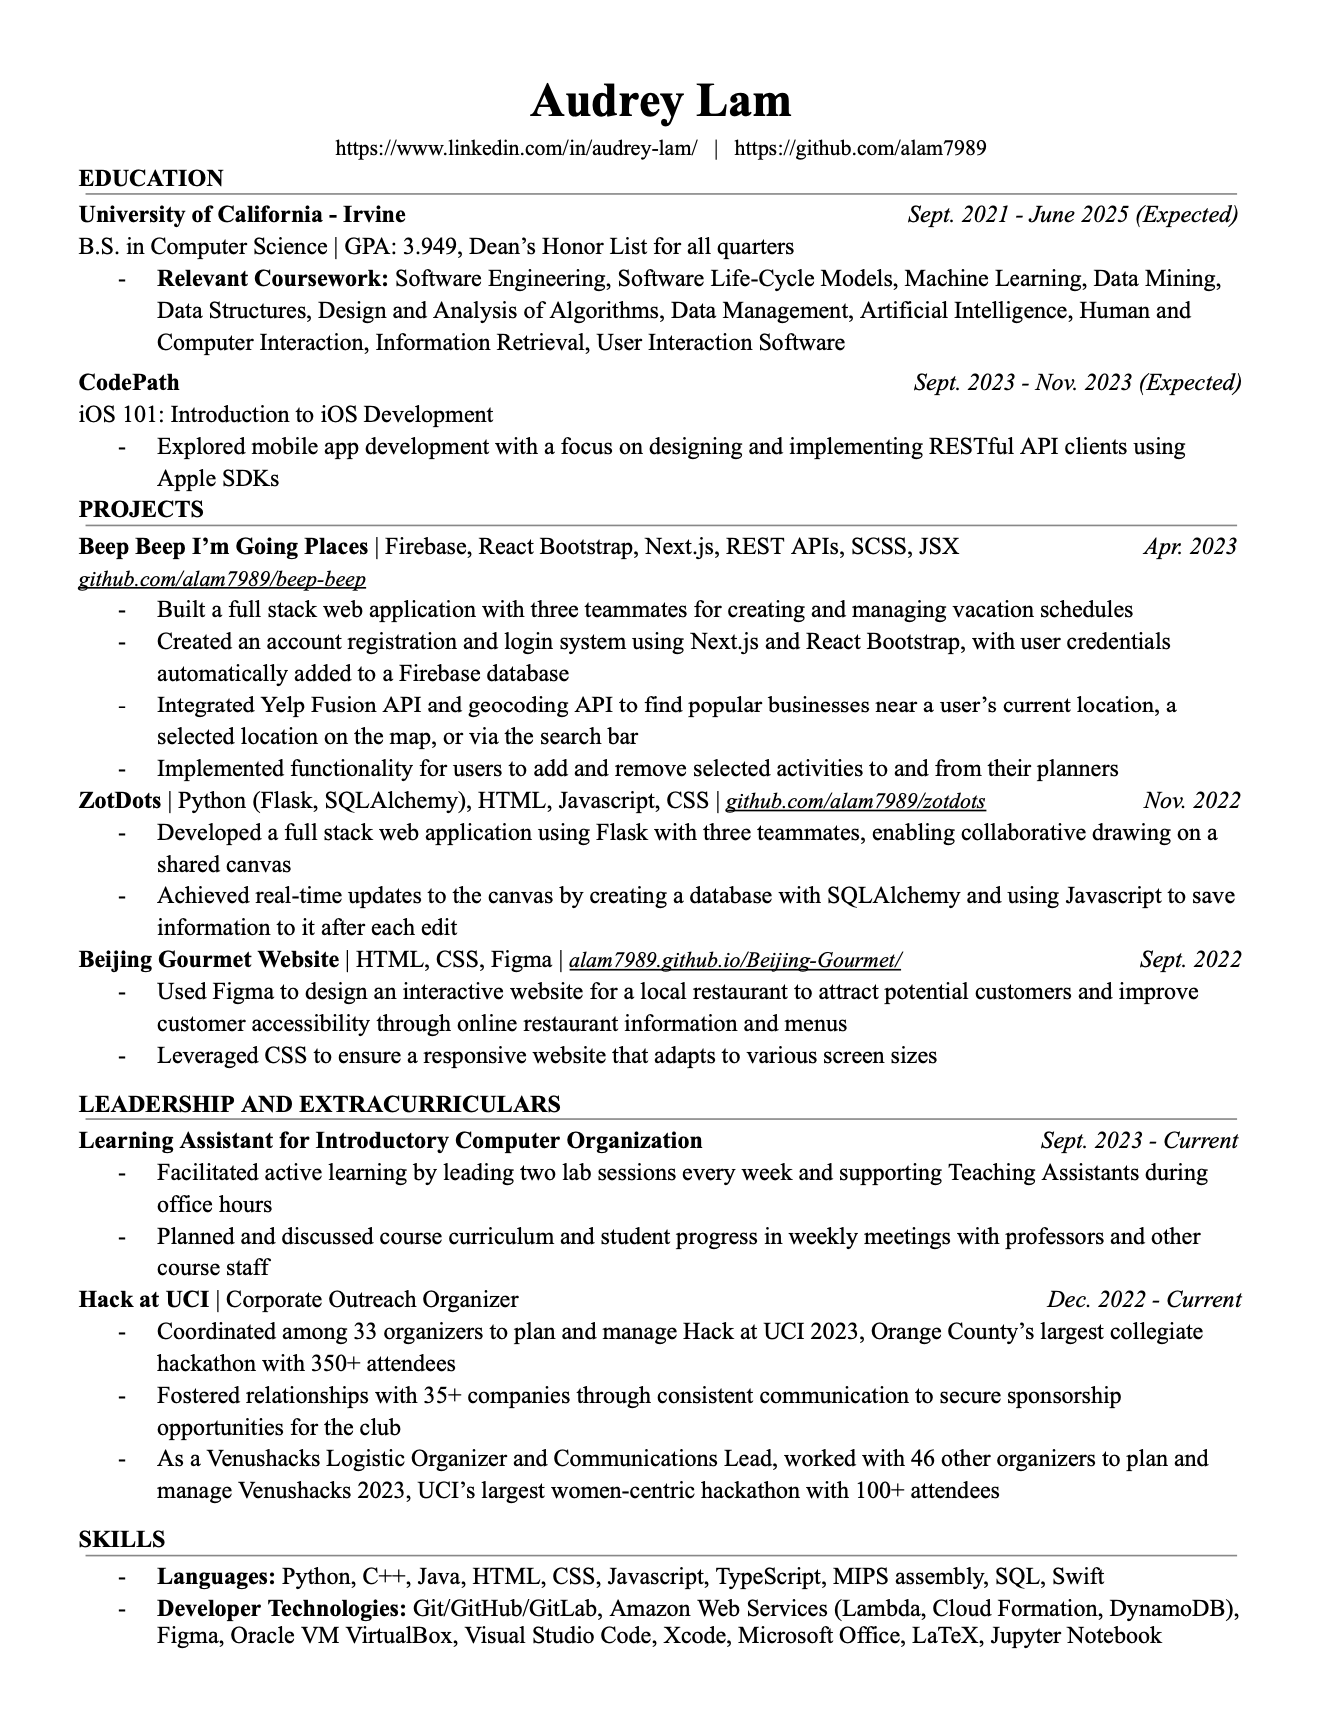 Audrey Lam
https://www.linkedin.com/in/audrey-lam/ | https://github.com/alam7989
EDUCATION
University of California - Irvine Sept. 2021 - June 2025 (Expected)
B.S. in Computer Science | GPA: 3.949, Dean’s Honor List for all quarters
- Relevant Coursework: Software Engineering, Software Life-Cycle Models, Machine Learning, Data Mining,
Data Structures, Design and Analysis of Algorithms, Data Management, Artificial Intelligence, Human and
Computer Interaction, Information Retrieval, User Interaction Software
CodePath Sept. 2023 - Nov. 2023 (Expected)
iOS 101: Introduction to iOS Development
- Explored mobile app development with a focus on designing and implementing RESTful API clients using
Apple SDKs
PROJECTS
Beep Beep I’m Going Places | Firebase, React Bootstrap, Next.js, REST APIs, SCSS, JSX Apr. 2023
github.com/alam7989/beep-beep
- Built a full stack web application with three teammates for creating and managing vacation schedules
- Created an account registration and login system using Next.js and React Bootstrap, with user credentials
automatically added to a Firebase database
- Integrated Yelp Fusion API and geocoding API to find popular businesses near a user’s current location, a
selected location on the map, or via the search bar
- Implemented functionality for users to add and remove selected activities to and from their planners
ZotDots | Python (Flask, SQLAlchemy), HTML, Javascript, CSS | github.com/alam7989/zotdots Nov. 2022
- Developed a full stack web application using Flask with three teammates, enabling collaborative drawing on a
shared canvas
- Achieved real-time updates to the canvas by creating a database with SQLAlchemy and using Javascript to save
information to it after each edit
Beijing Gourmet Website | HTML, CSS, Figma | alam7989.github.io/Beijing-Gourmet/ Sept. 2022
- Used Figma to design an interactive website for a local restaurant to attract potential customers and improve
customer accessibility through online restaurant information and menus
- Leveraged CSS to ensure a responsive website that adapts to various screen sizes
LEADERSHIP AND EXTRACURRICULARS
Learning Assistant for Introductory Computer Organization Sept. 2023 - Current
- Facilitated active learning by leading two lab sessions every week and supporting Teaching Assistants during
office hours
- Planned and discussed course curriculum and student progress in weekly meetings with professors and other
course staff
Hack at UCI | Corporate Outreach Organizer Dec. 2022 - Current
- Coordinated among 33 organizers to plan and manage Hack at UCI 2023, Orange County’s largest collegiate
hackathon with 350+ attendees
- Fostered relationships with 35+ companies through consistent communication to secure sponsorship
opportunities for the club
- As a Venushacks Logistic Organizer and Communications Lead, worked with 46 other organizers to plan and
manage Venushacks 2023, UCI’s largest women-centric hackathon with 100+ attendees
SKILLS
- Languages: Python, C++, Java, HTML, CSS, Javascript, TypeScript, MIPS assembly, SQL, Swift
- Developer Technologies: Git/GitHub/GitLab, Amazon Web Services (Lambda, Cloud Formation, DynamoDB),
Figma, Oracle VM VirtualBox, Visual Studio Code, Xcode, Microsoft Office, LaTeX, Jupyter Notebook